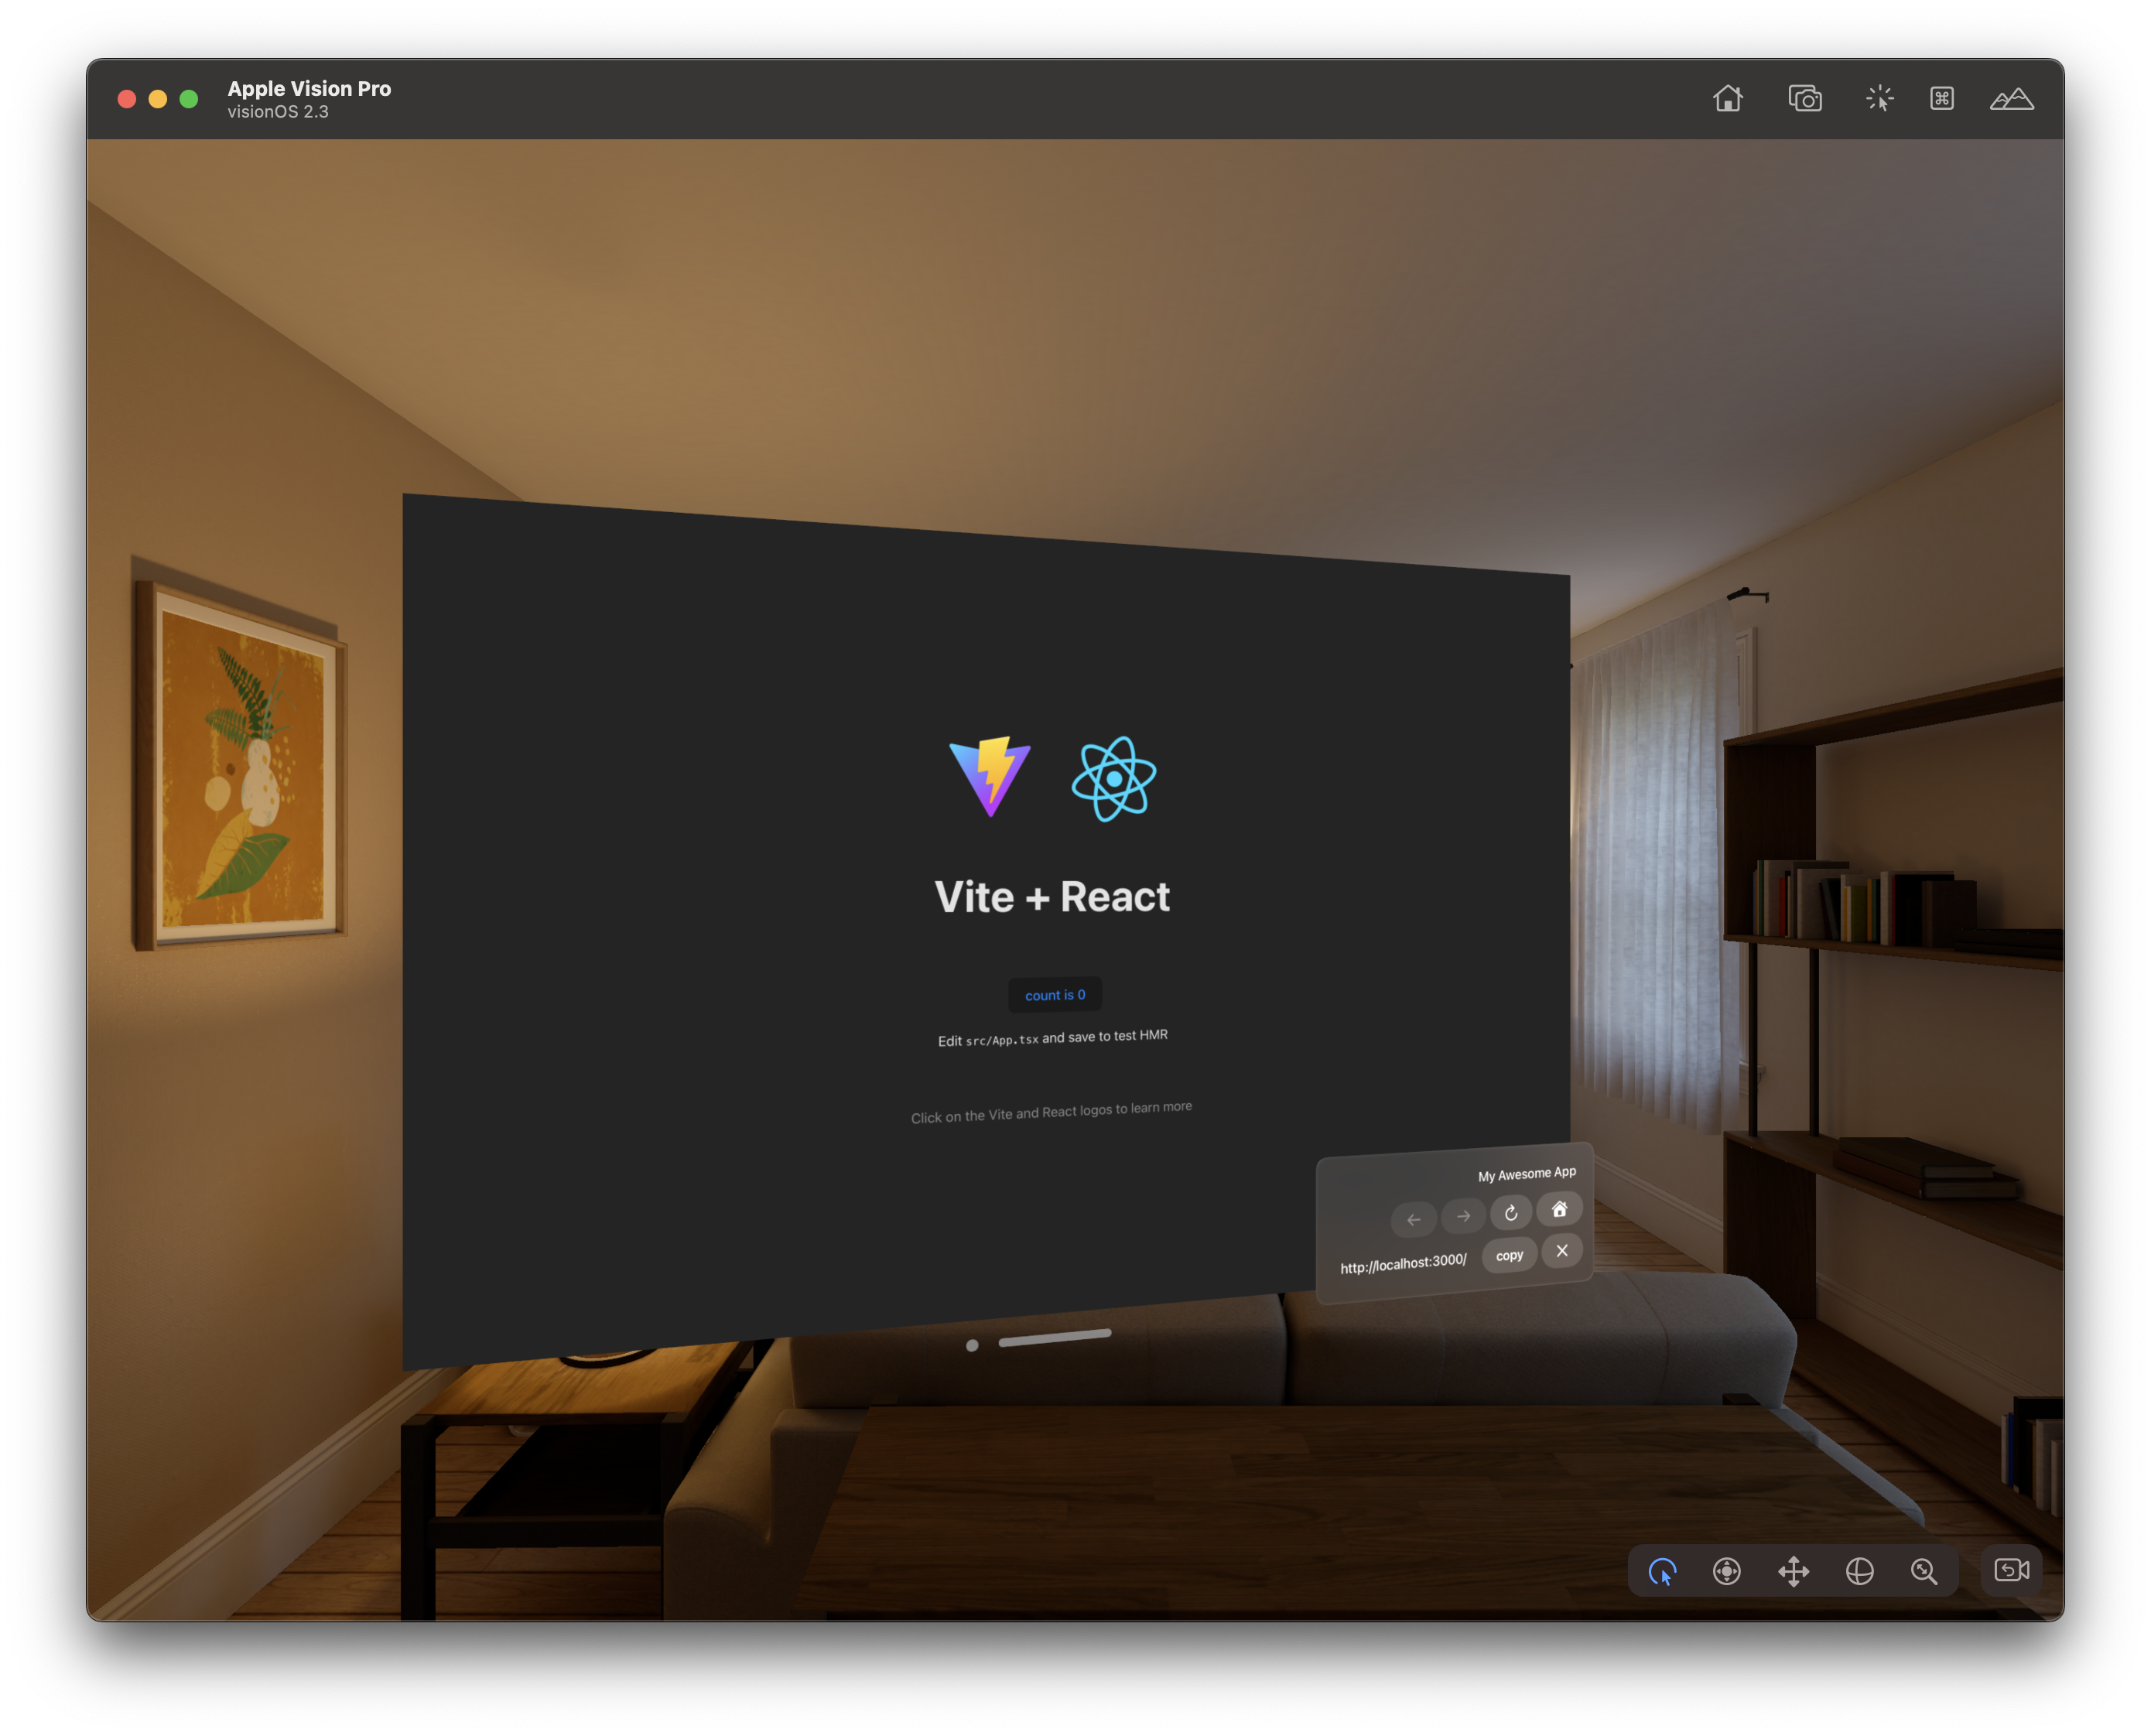 Apple Vision Pro
visionOS 2.3
Vite + React
count is 0
Edit src/App.tsx and save to test HMR
Click on the Vite and React logos to learn more
My Awesome App
http://localhost:3000/ copy